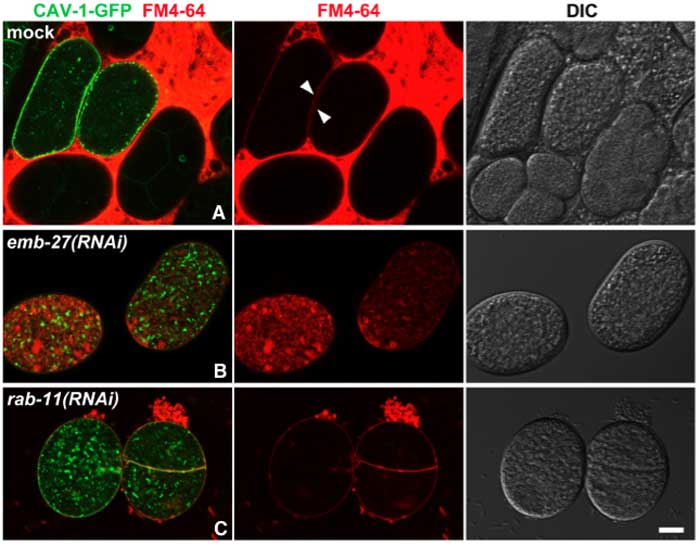 CAV-1-GFP FM4-64 FM4-64 DIC
mock
A
emb-27(RNAi)
B
rab-11(RNAi)
C